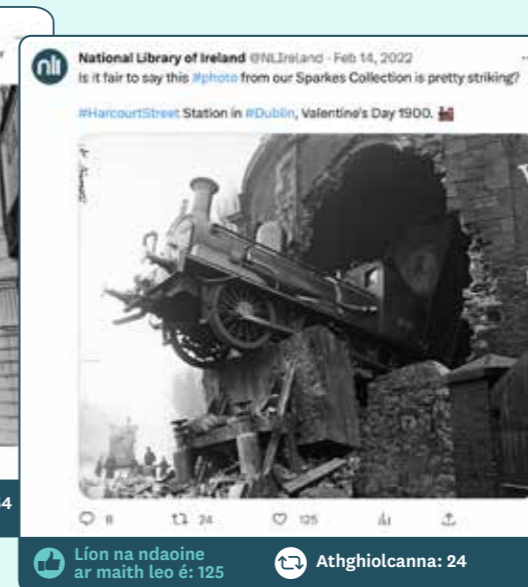 nli
National Library of Ireland @NLIreland · Feb 14, 2022
Is it fair to say this #photo from our Sparkes Collection is pretty striking?
#HarcourtStreet Station in #Dublin, Valentine's Day 1900.
8 24 125
Líon na ndaoine
ar maith leo é: 125
Athghiolcanna: 24